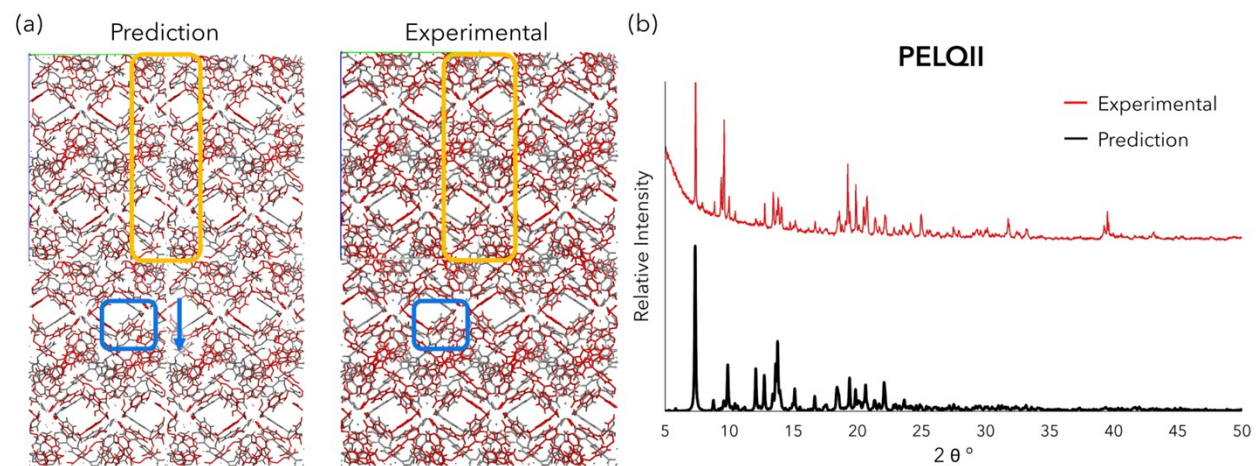 (a)
Prediction
Experimental
(b)
PELQII
Experimental
Prediction
Relative Intensity
5 10 15 20 25 30 35 40 45 50
2 θ °